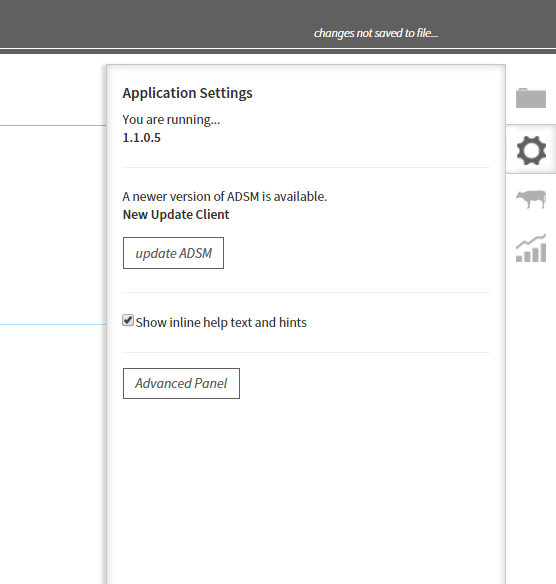 changes not saved to file...
Application Settings
You are running...
1.1.0.5
A newer version of ADSM is available.
New Update Client
update ADSM
Show inline help text and hints
Advanced Panel